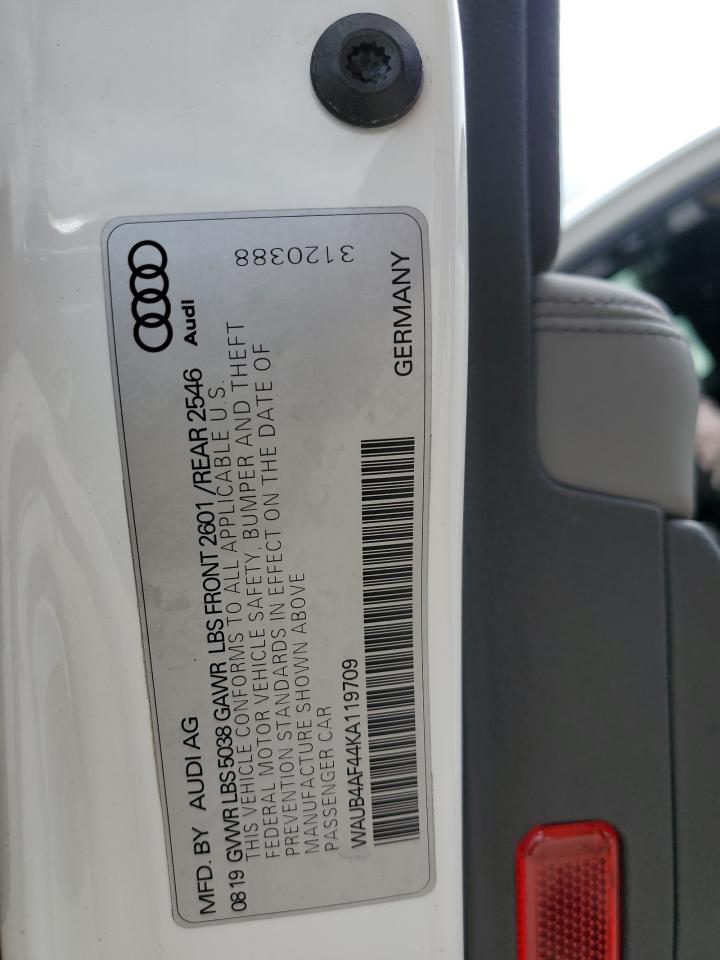 MFD. BY AUDI AG
Audi
0819 GVWR LBS 5038 GAWR LBS FRONT 2601 /REAR 2546
THIS VEHICLE CONFORMS TO ALL APPLICABLE U.S.
FEDERAL MOTOR VEHICLE SAFETY, BUMPER AND THEFT
PREVENTION STANDARDS IN EFFECT ON THE DATE OF
MANUFACTURE SHOWN ABOVE
PASSENGER CAR
3120388
WAUB4AF44KA119709
GERMANY